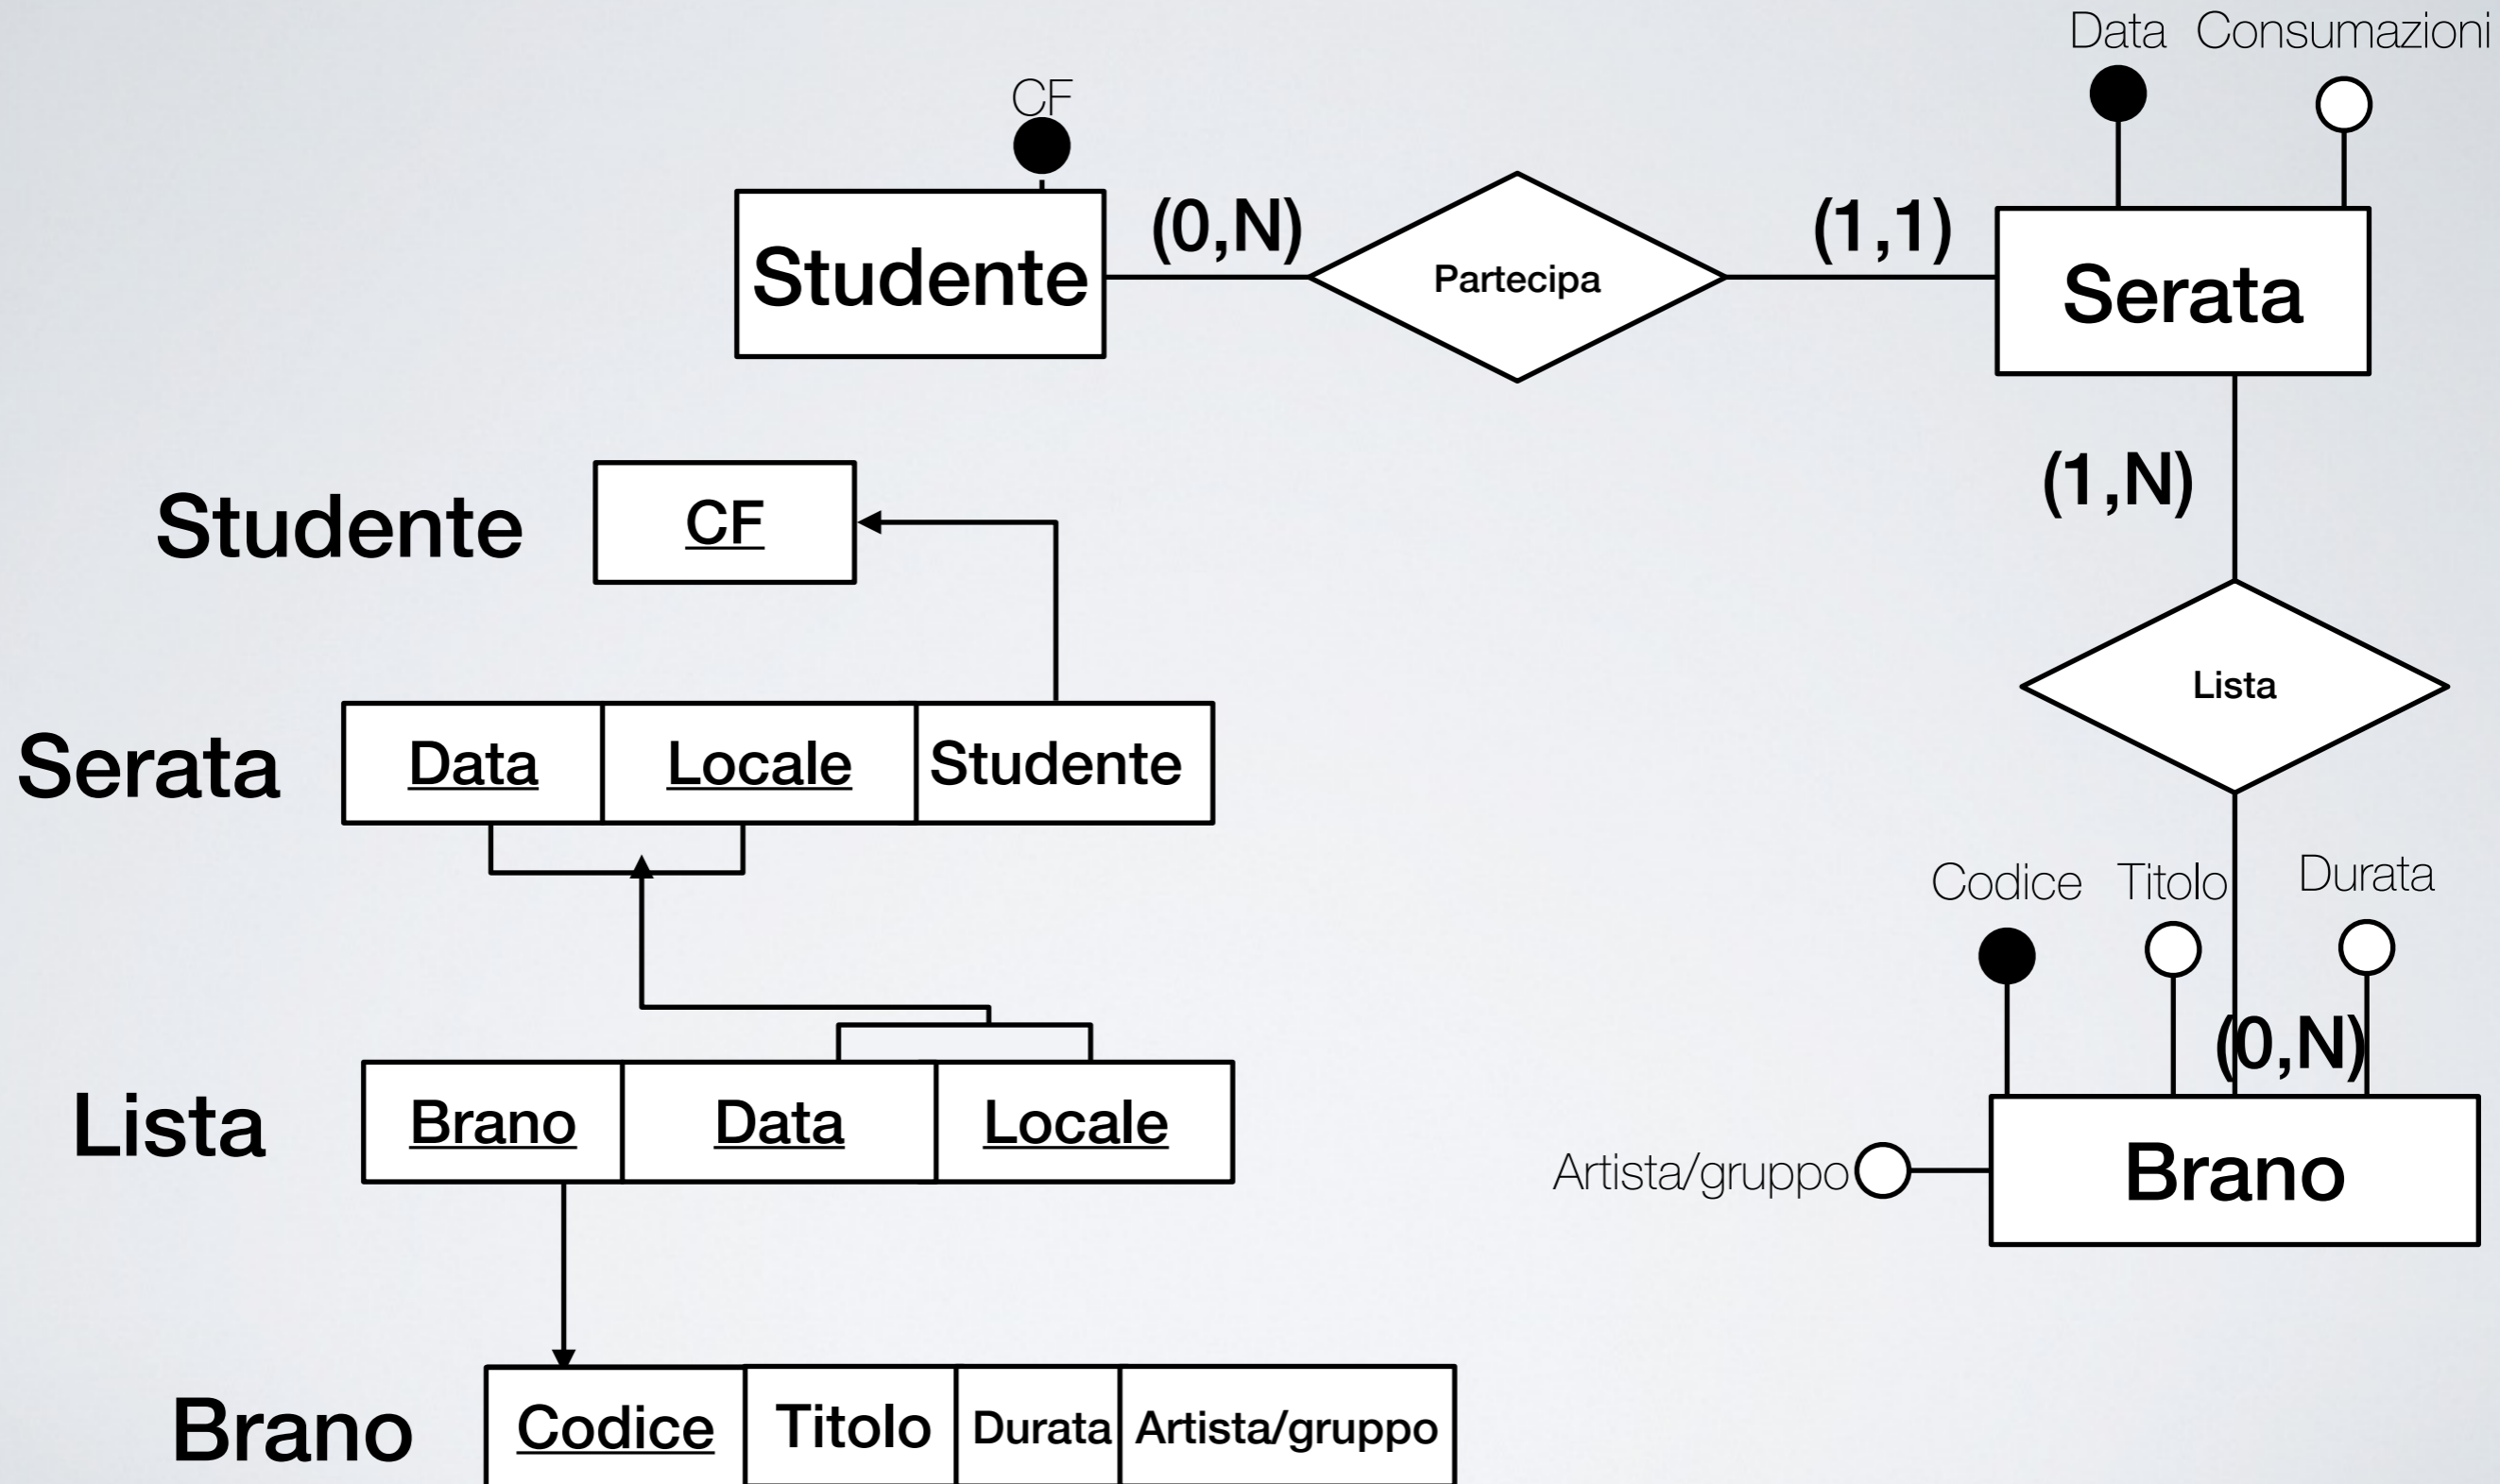 Data Consumazioni
CF
Studente
(0,N)
Partecipa
(1,1)
Serata
(1,N)
Lista
Codice Titolo Durata
(0,N)
Artista/gruppo
Brano
Studente
CF
Serata
Data Locale Studente
Lista
Brano Data Locale
Brano
Codice Titolo Durata Artista/gruppo